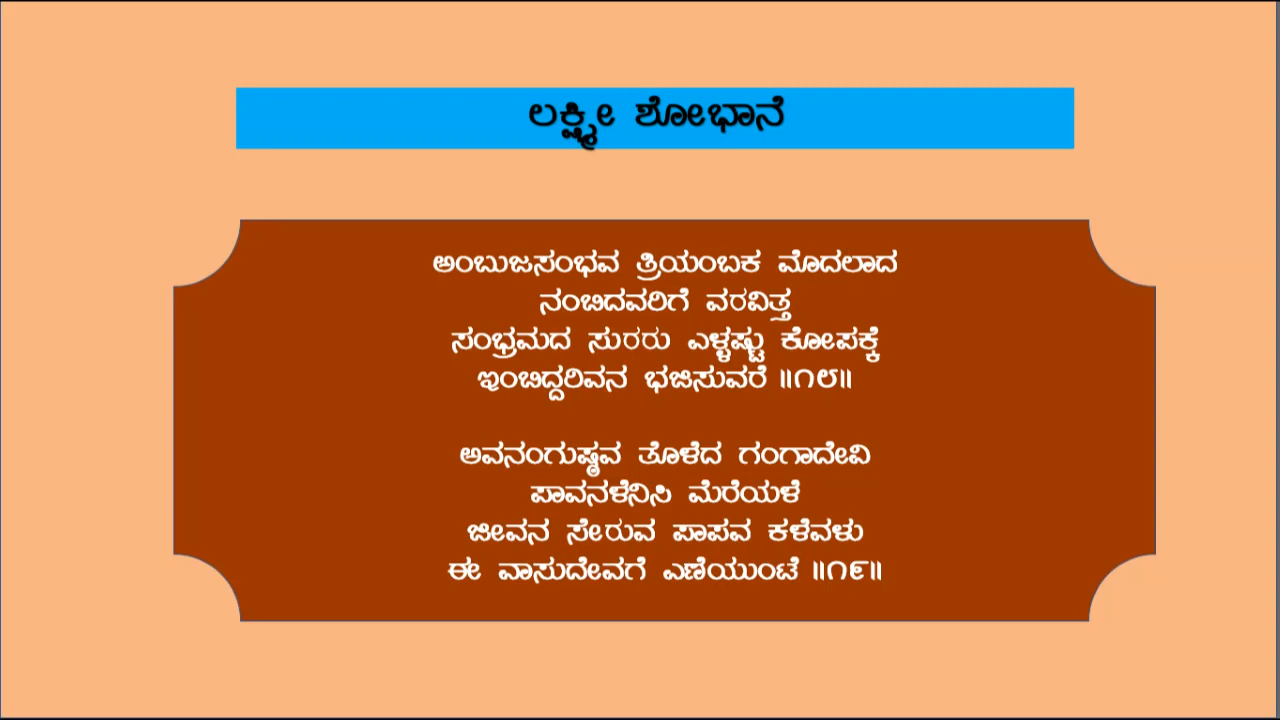 ಲಕ್ಷ್ಮೀ ಶೋಭಾನೆ
ಅಂಬುಜಸಂಭವ ತ್ರಿಯಂಬಕ ಮೊದಲಾದ
ನಂಬಿದವರಿಗೆ ವರವಿತ್ತ
ಸಂಭ್ರಮದ ಸುರರು ಎಳ್ಳಷ್ಟು ಕೋಪಕ್ಕೆ
ಇಂಬಿದ್ದರಿವನ ಭಜಿಸುವರೆ ॥೧೮॥
ಅವನಂಗುಷ್ಠವ ತೊಳೆದ ಗಂಗಾದೇವಿ
ಪಾವನಳೆನಿಸಿ ಮೆರೆಯಳೆ
ಜೀವನ ಸೇರುವ ಪಾಪವ ಕಳೆವಳು
ಈ ವಾಸುದೇವಗೆ ಎಣೆಯುಂಟೆ ॥೧೯॥